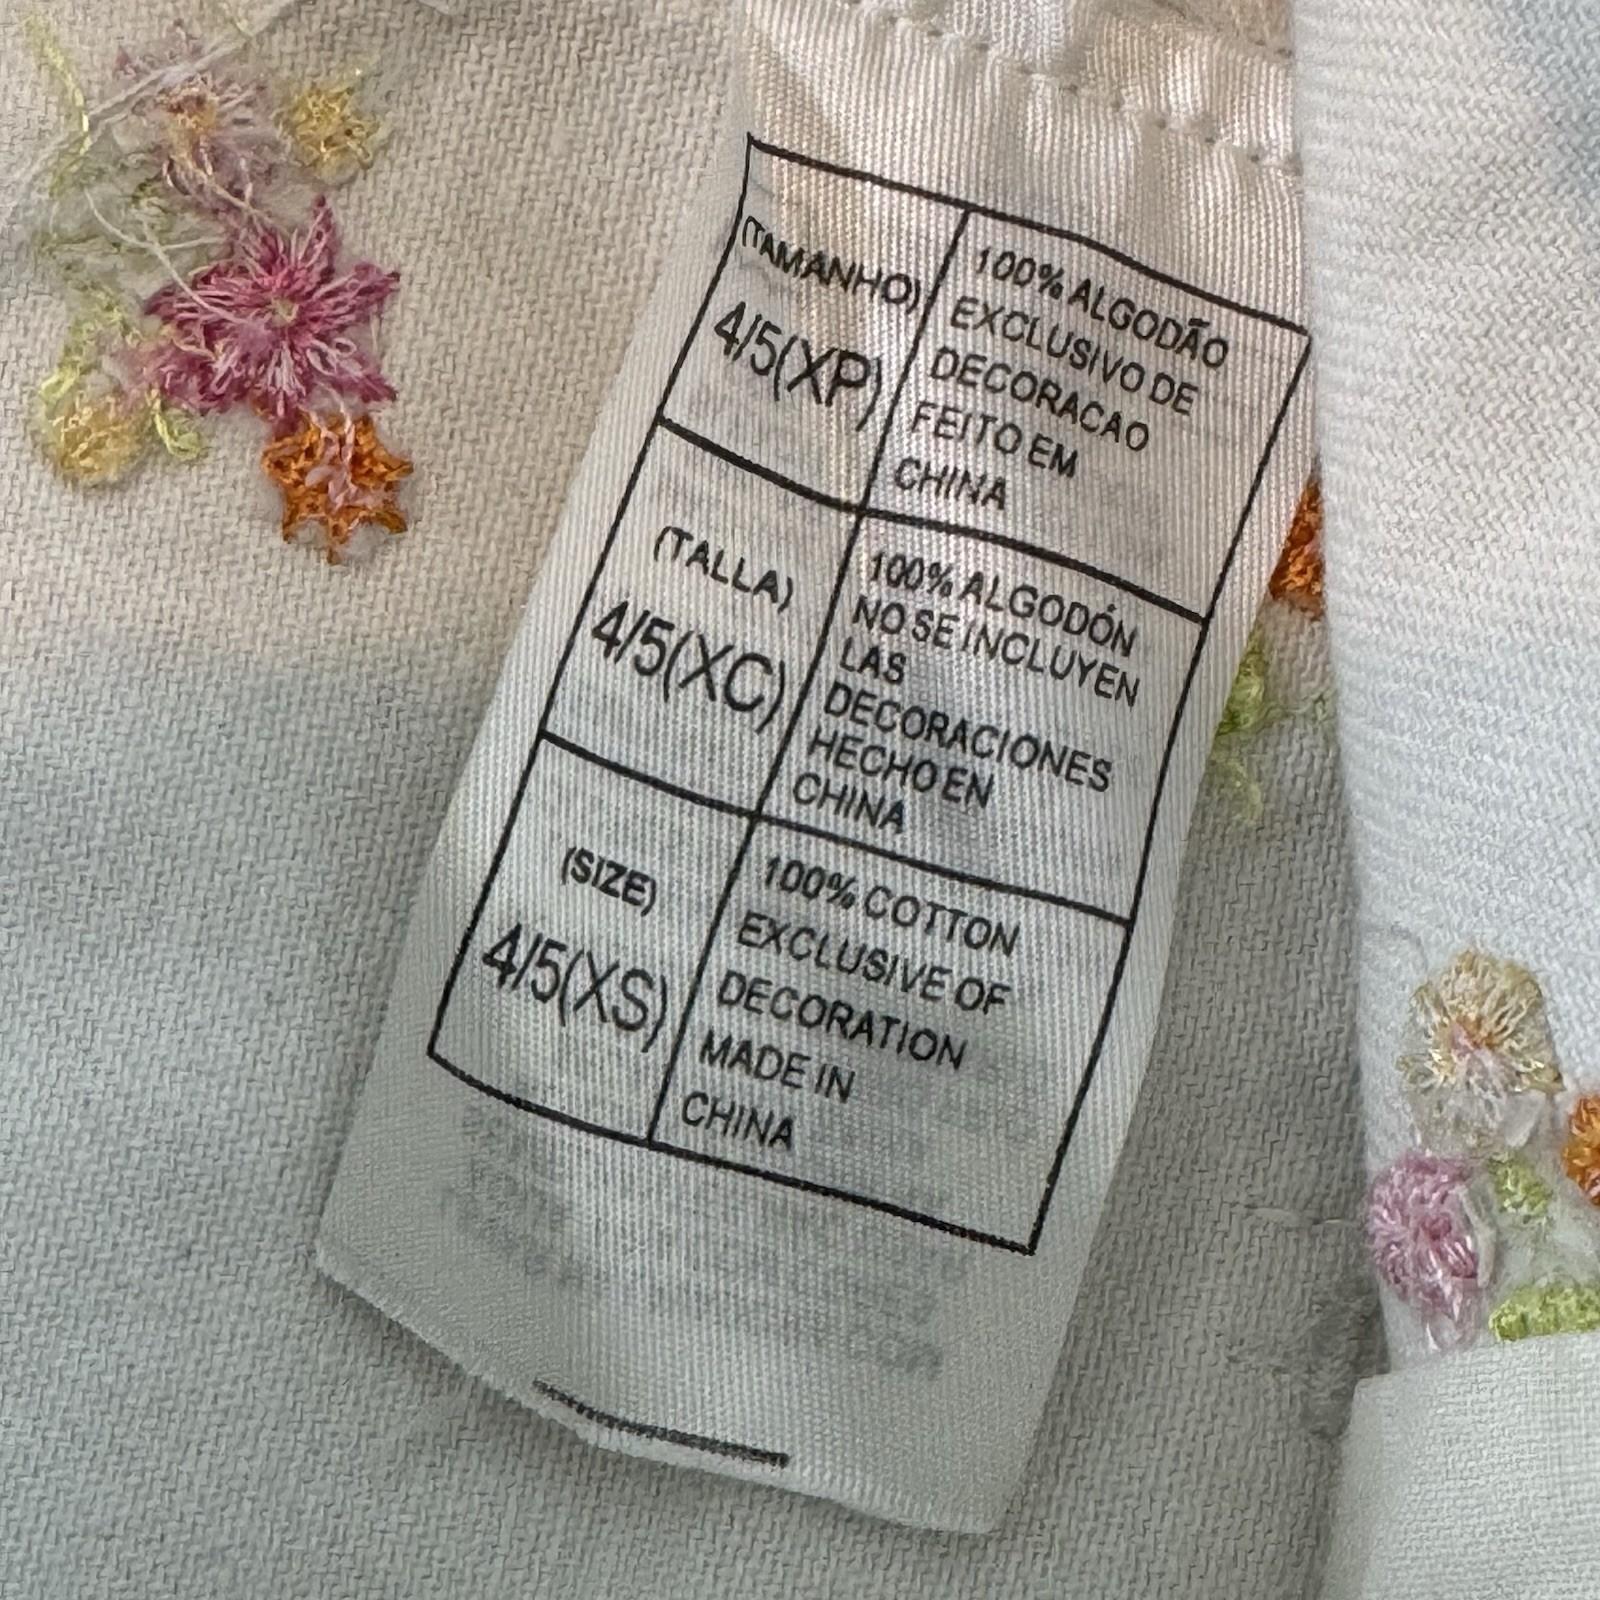 (TAMANHO)
4/5(XP)
100% ALGODÃO
EXCLUSIVO DE
DECORACAO
FEITO EM
CHINA
(TALLA)
4/5(XC)
100% ALGODÓN
NO SE INCLUYEN
LAS
DECORACIONES
HECHO EN
CHINA
(SIZE)
4/5(XS)
100% COTTON
EXCLUSIVE OF
DECORATION
MADE IN
CHINA